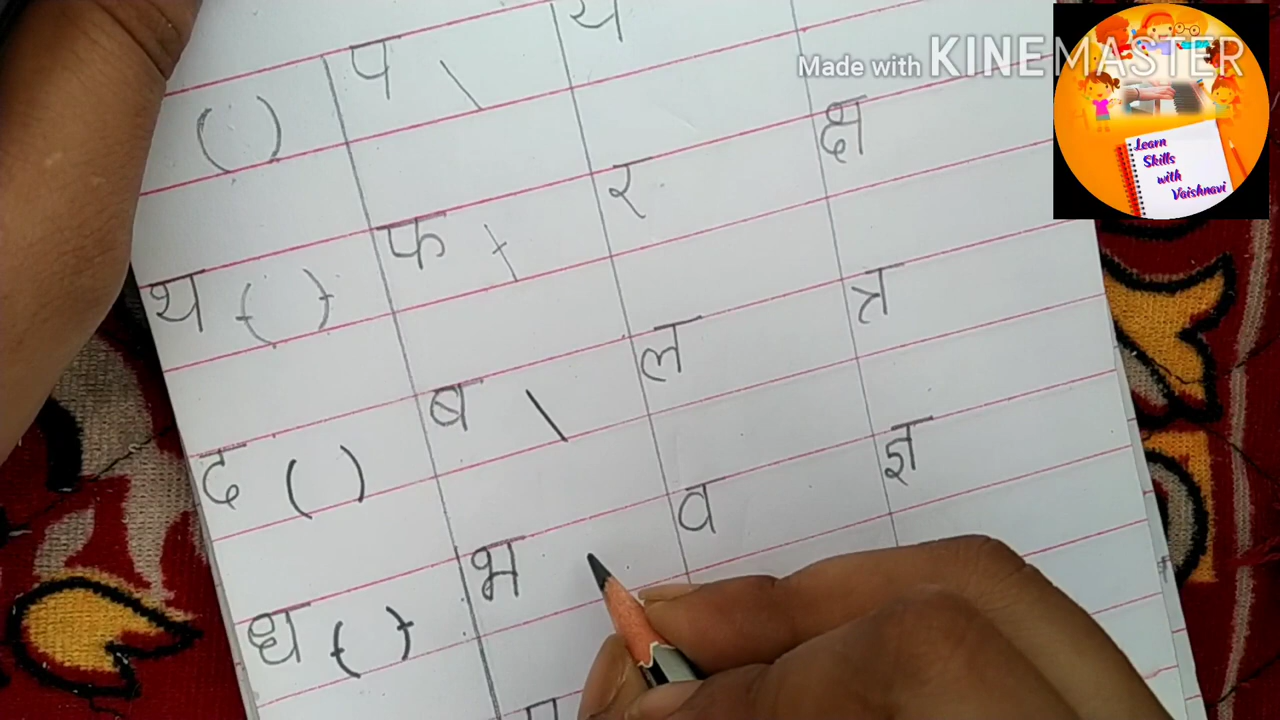 Made with KINEMASTER
Learn
Skills
with
Vaishnavi
( ) प \
थ ( ) फ र क्ष
द ( ) ब \ ल त्र
ध ( ) भ व ज्ञ